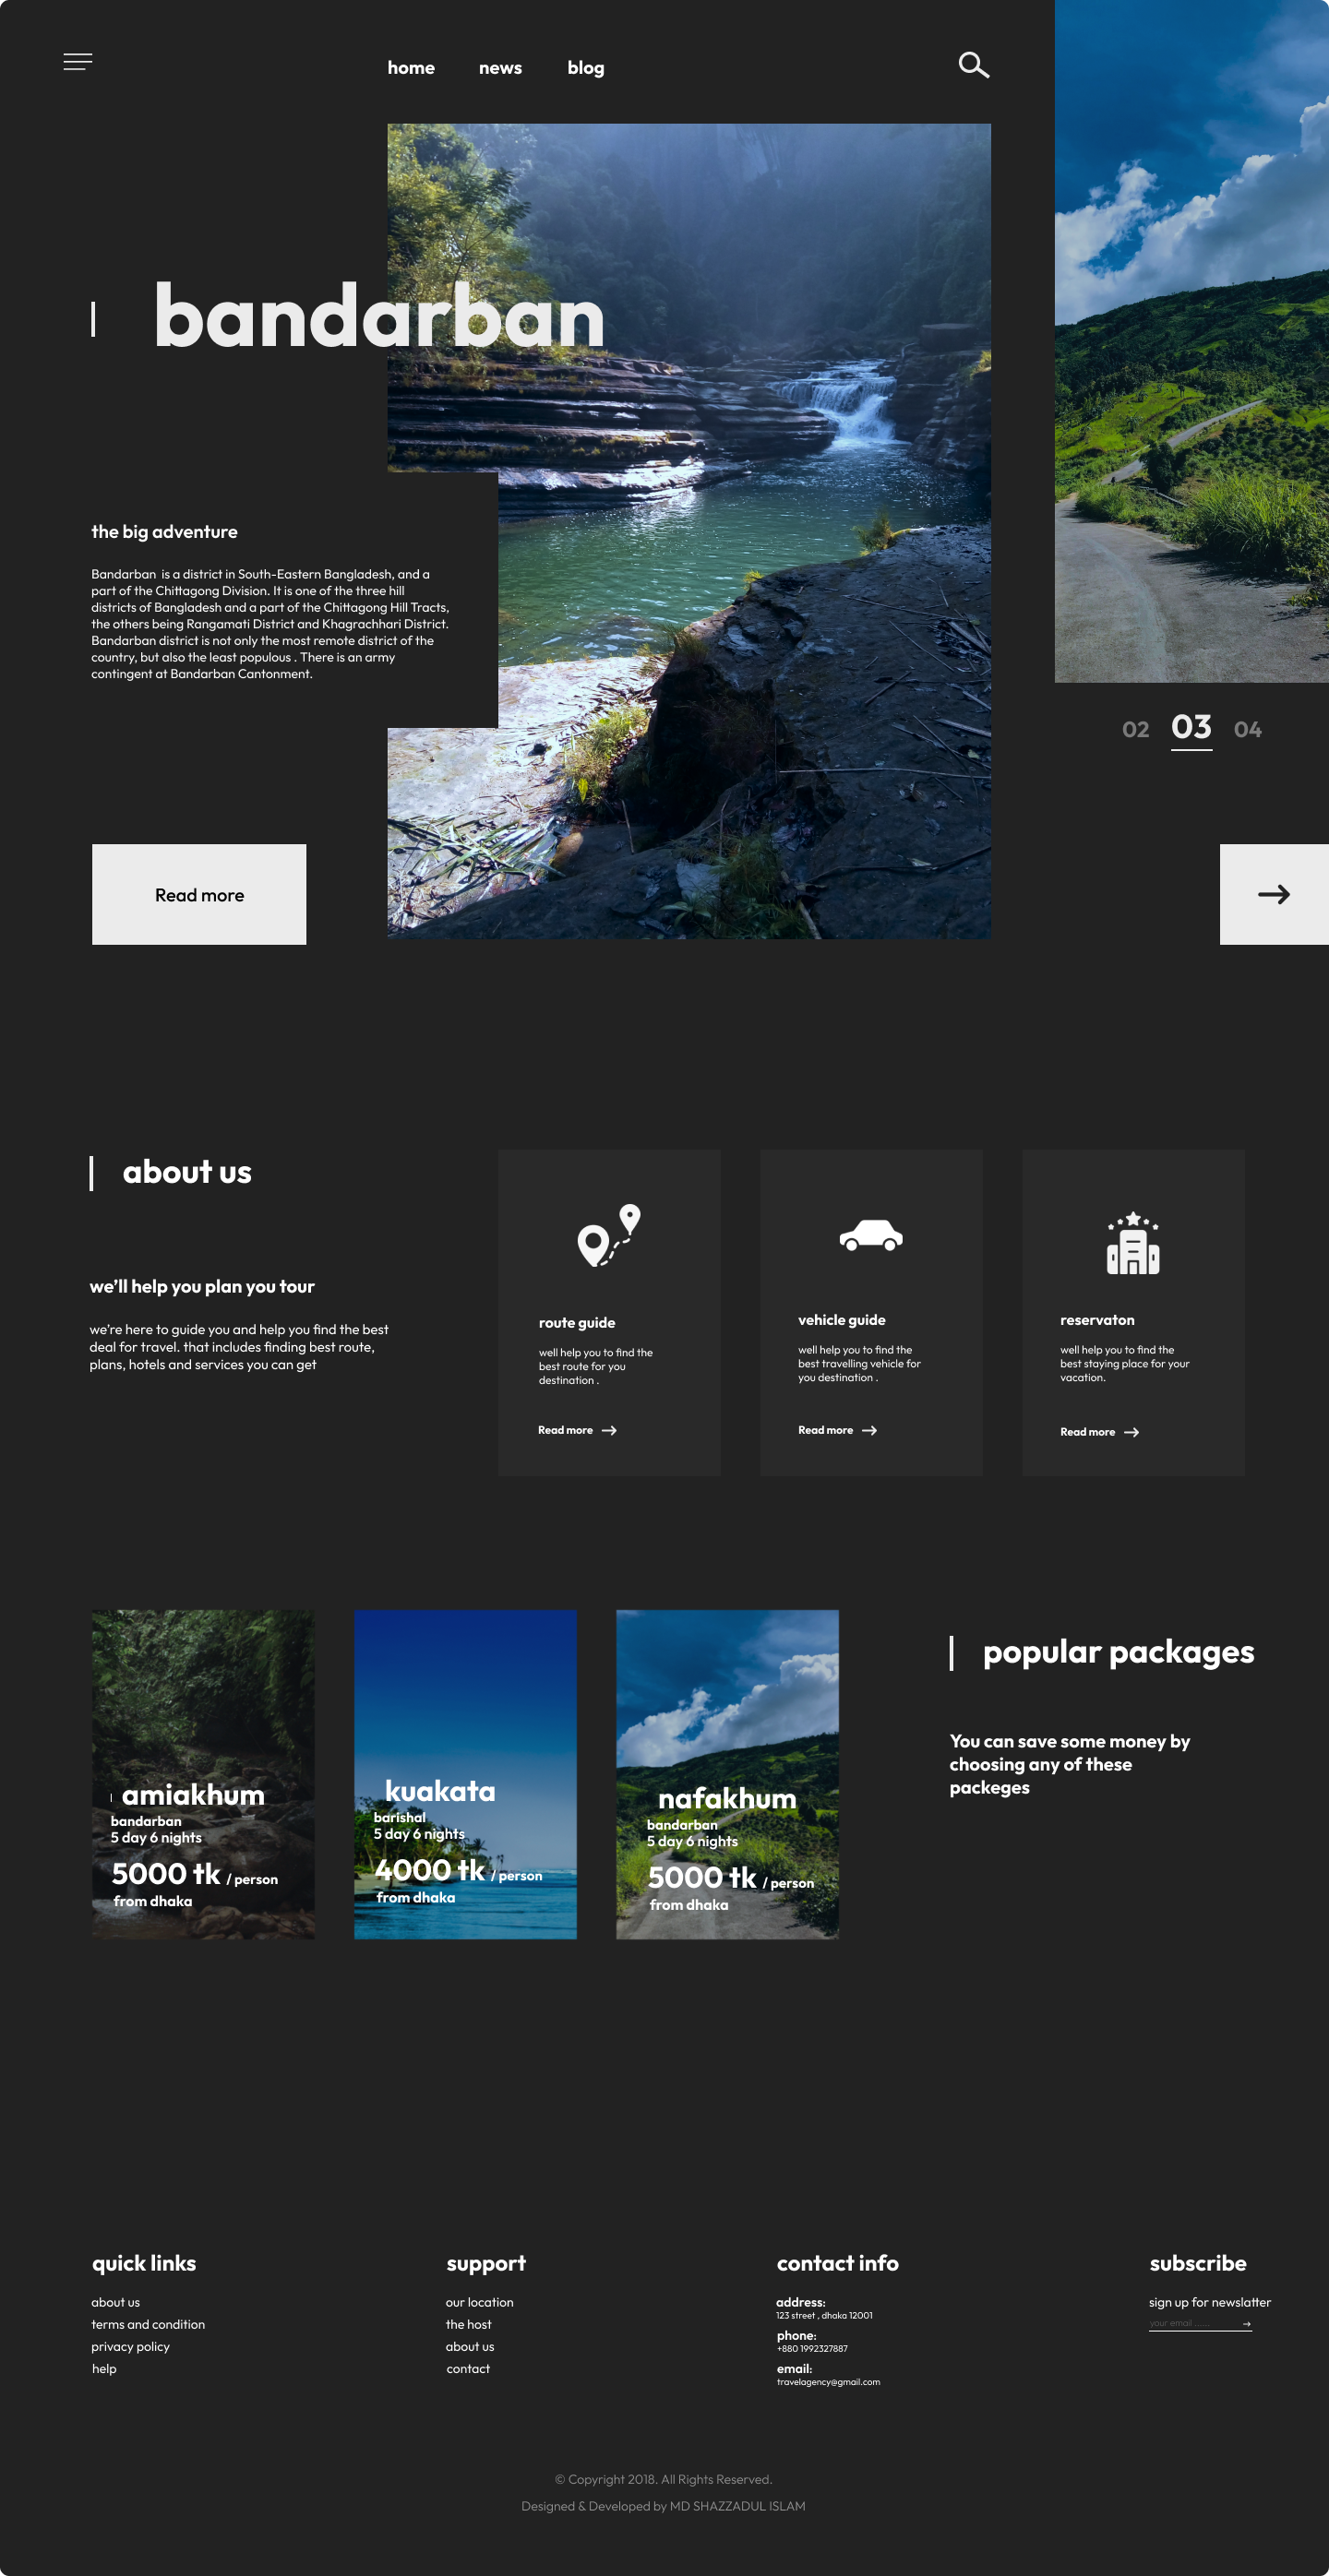 home news blog
bandarban
the big adventure
Bandarban is a district in South-Eastern Bangladesh, and a
part of the Chittagong Division. It is one of the three hill
districts of Bangladesh and a part of the Chittagong Hill Tracts,
the others being Rangamati District and Khagrachhari District.
Bandarban district is not only the most remote district of the
country, but also the least populous . There is an army
contingent at Bandarban Cantonment.
02 03 04
Read more
about us
we'll help you plan you tour
we're here to guide you and help you find the best
deal for travel. that includes finding best route,
plans, hotels and services you can get
route guide
well help you to find the
best route for you
destination .
Read more
vehicle guide
well help you to find the
best travelling vehicle for
you destination .
Read more
reservaton
well help you to find the
best staying place for your
vacation.
Read more
amiakhum
bandarban
5 day 6 nights
5000 tk / person
from dhaka
kuakata
barishal
5 day 6 nights
4000 tk / person
from dhaka
nafakhum
bandarban
5 day 6 nights
5000 tk / person
from dhaka
popular packages
You can save some money by
choosing any of these
packeges
quick links
about us
terms and condition
privacy policy
help
support
our location
the host
about us
contact
contact info
address:
123 street , dhaka 12001
phone:
+880 1992327887
email:
travelagency@gmail.com
subscribe
sign up for newslatter
your email ......
© Copyright 2018. All Rights Reserved.
Designed & Developed by MD SHAZZADUL ISLAM